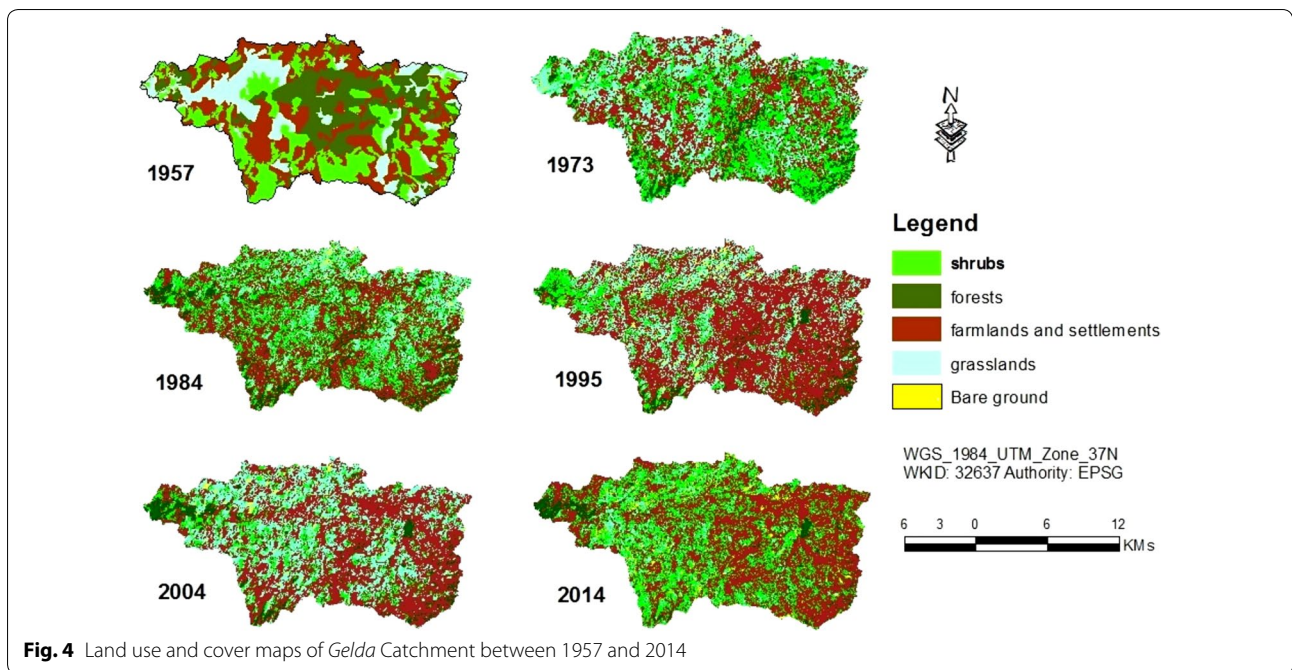 1957
1973
N
1984
1995
Legend
shrubs
forests
farmlands and settlements
grasslands
Bare ground
WGS_1984_UTM_Zone_37N
WKID: 32637 Authority: EPSG
6 3 0 6 12
KMs
2004
2014
Fig. 4 Land use and cover maps of Gelda Catchment between 1957 and 2014